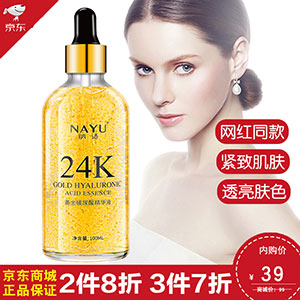 京东
NAYU
纳语
24K
GOLD HYALURONIC
ACID ESSENCE
黄金玻尿酸精华液
净含量:100ML
网红同款
紧致肌肤
透亮肤色
内购价
¥39
京东商城
正品保证
2件8折 3件7折